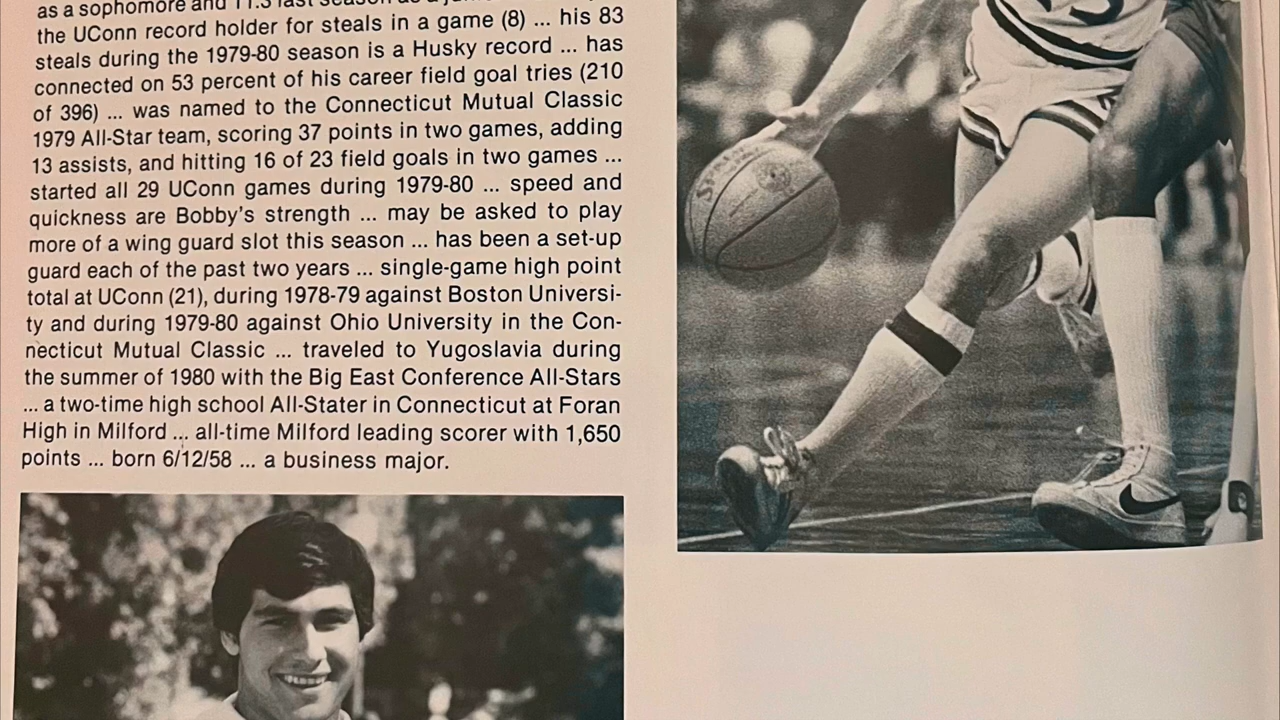 as a sophomore and 11.3 last season as a
the UConn record holder for steals in a game (8) ... his 83
steals during the 1979-80 season is a Husky record ... has
connected on 53 percent of his career field goal tries (210
of 396) ... was named to the Connecticut Mutual Classic
1979 All-Star team, scoring 37 points in two games, adding
13 assists, and hitting 16 of 23 field goals in two games ...
started all 29 UConn games during 1979-80 ... speed and
quickness are Bobby's strength ... may be asked to play
more of a wing guard slot this season ... has been a set-up
guard each of the past two years ... single-game high point
total at UConn (21), during 1978-79 against Boston Universi-
ty and during 1979-80 against Ohio University in the Con-
necticut Mutual Classic ... traveled to Yugoslavia during
the summer of 1980 with the Big East Conference All-Stars
... a two-time high school All-Stater in Connecticut at Foran
High in Milford ... all-time Milford leading scorer with 1,650
points ... born 6/12/58 ... a business major.